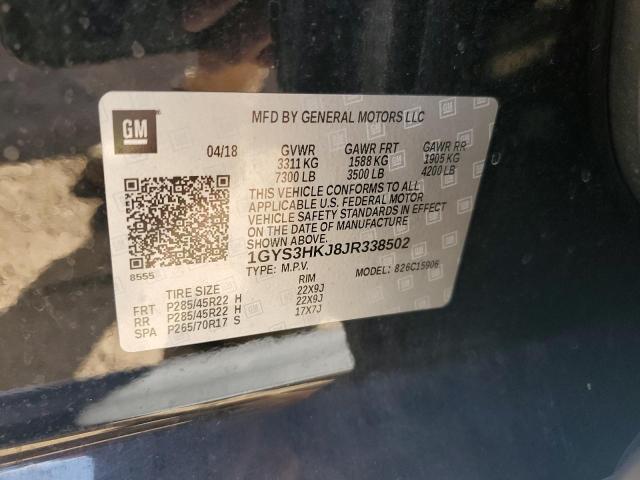 GM
MFD BY GENERAL MOTORS LLC
04/18 GVWR GAWR FRT GAWR RR
3311 KG 1588 KG 1905 KG
7300 LB 3500 LB 4200 LB
THIS VEHICLE CONFORMS TO ALL
APPLICABLE U.S. FEDERAL MOTOR
VEHICLE SAFETY STANDARDS IN EFFECT
ON THE DATE OF MANUFACTURE
SHOWN ABOVE.
1GYS3HKJ8JR338502
8555
TYPE: M.P.V. MODEL: 826C15906
TIRE SIZE RIM
FRT P285/45R22 H 22X9J
RR P285/45R22 H 22X9J
SPA P265/70R17 S 17X7J